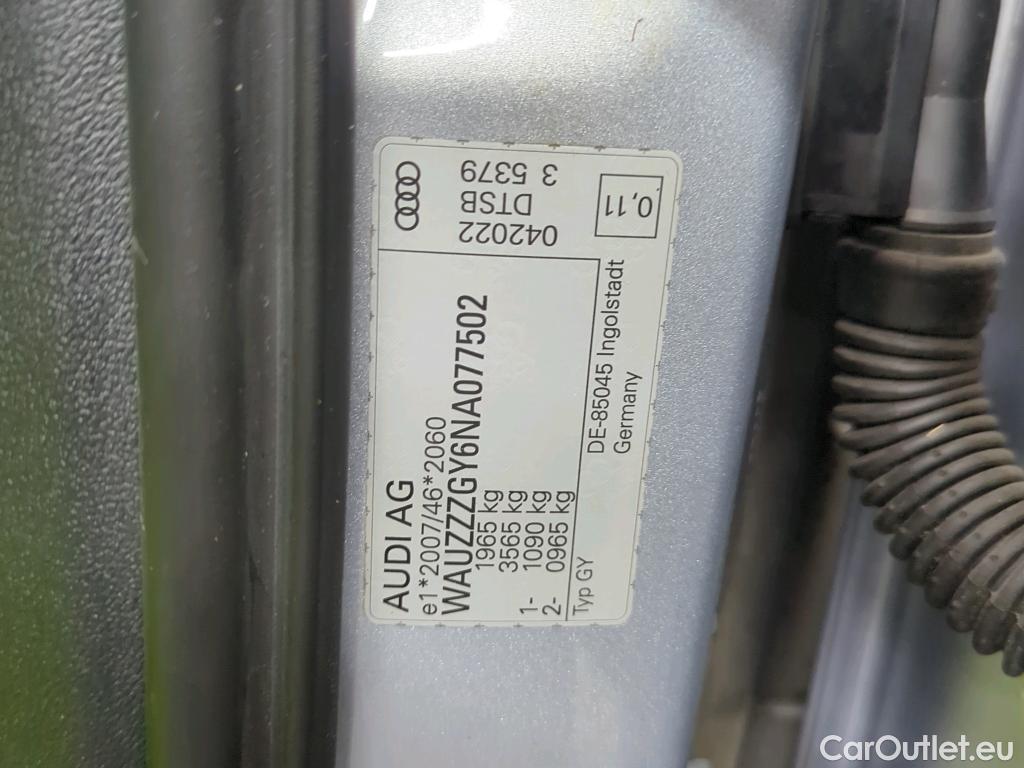 AUDI AG
e1*2007/46*2060
WAUZZZGY6NA077502
1965 kg
3565 kg
1- 1090 kg
2- 0965 kg
Typ GY
DE-85045 Ingolstadt
Germany
042022
DTSB
3 5379
0,11
CarOutlet.eu